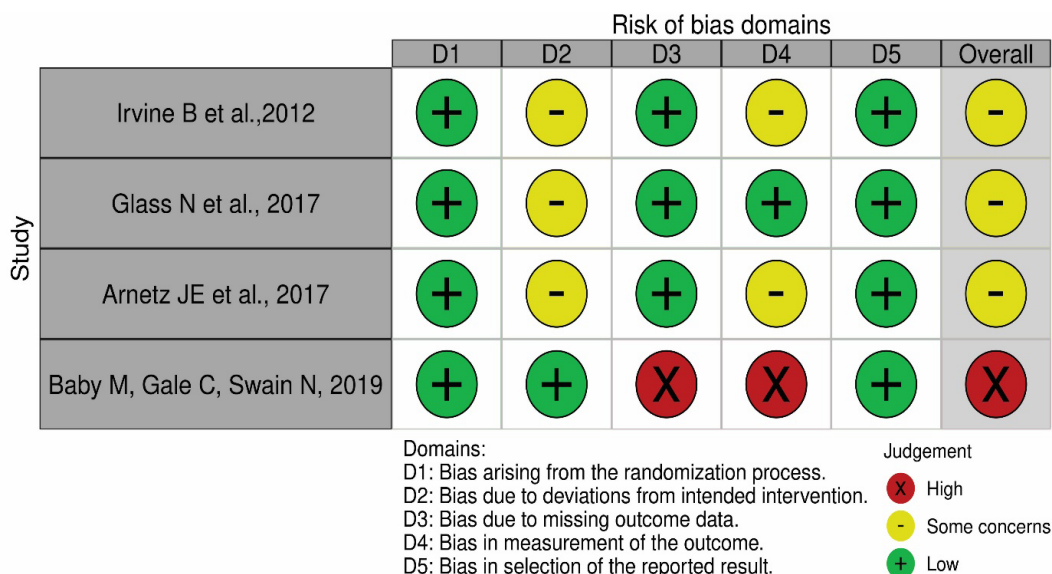 Risk of bias domains
D1 D2 D3 D4 D5 Overall
Study
Irvine B et al.,2012 + - + - + -
Glass N et al., 2017 + - + + + -
Arnetz JE et al., 2017 + - + - + -
Baby M, Gale C, Swain N, 2019 + + X X + X
Domains:
D1: Bias arising from the randomization process.
D2: Bias due to deviations from intended intervention.
D3: Bias due to missing outcome data.
D4: Bias in measurement of the outcome.
D5: Bias in selection of the reported result.
Judgement
X High
- Some concerns
+ Low